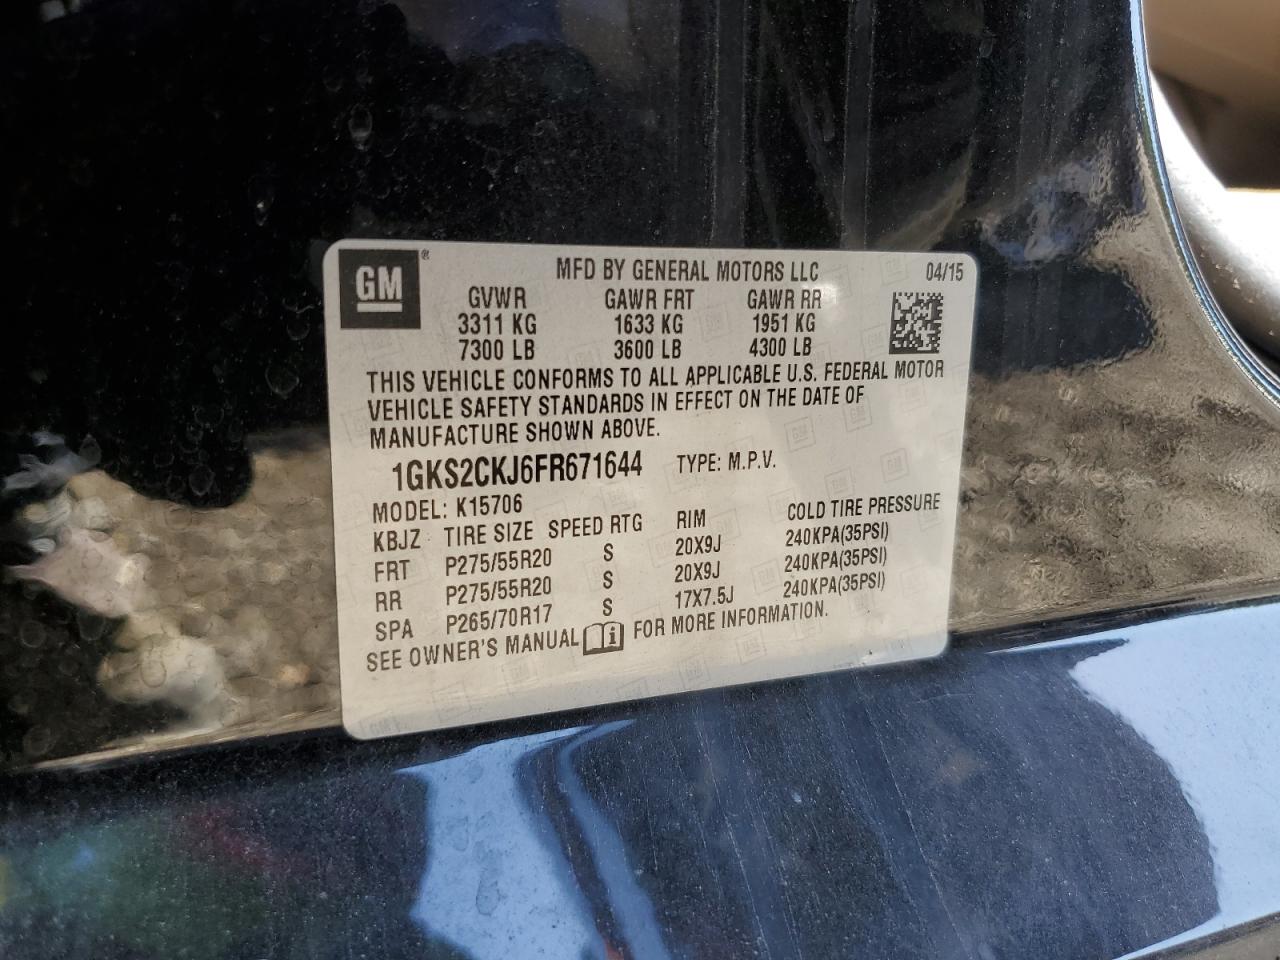 GM®
MFD BY GENERAL MOTORS LLC 04/15
GVWR GAWR FRT GAWR RR
3311 KG 1633 KG 1951 KG
7300 LB 3600 LB 4300 LB
THIS VEHICLE CONFORMS TO ALL APPLICABLE U.S. FEDERAL MOTOR
VEHICLE SAFETY STANDARDS IN EFFECT ON THE DATE OF
MANUFACTURE SHOWN ABOVE.
1GKS2CKJ6FR671644 TYPE: M.P.V.
MODEL: K15706
KBJZ TIRE SIZE SPEED RTG RIM COLD TIRE PRESSURE
FRT P275/55R20 S 20X9J 240KPA(35PSI)
RR P275/55R20 S 20X9J 240KPA(35PSI)
SPA P265/70R17 S 17X7.5J 240KPA(35PSI)
SEE OWNER'S MANUAL FOR MORE INFORMATION.